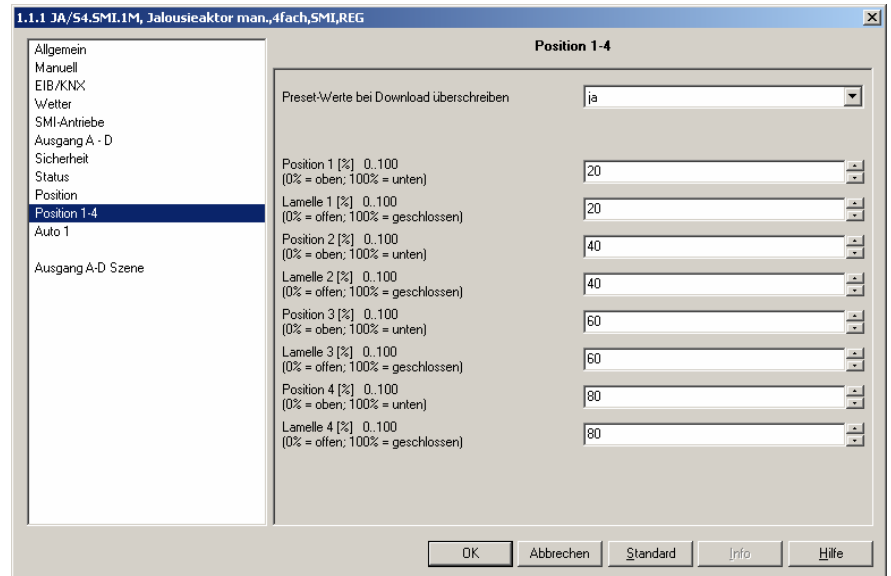 1.1.1 JA/S4.SMI.1M, Jalousieaktor man.,4fach,SMI,REG
Allgemein
Manuell
EIB/KNX
Wetter
SMI-Antriebe
Ausgang A - D
Sicherheit
Status
Position
Position 1-4
Auto 1
Ausgang A-D Szene
Position 1-4
Preset-Werte bei Download überschreiben
ja
Position 1 [%] 0..100
(0% = oben; 100% = unten)
20
Lamelle 1 [%] 0..100
(0% = offen; 100% = geschlossen)
20
Position 2 [%] 0..100
(0% = oben; 100% = unten)
40
Lamelle 2 [%] 0..100
(0% = offen; 100% = geschlossen)
40
Position 3 [%] 0..100
(0% = oben; 100% = unten)
60
Lamelle 3 [%] 0..100
(0% = offen; 100% = geschlossen)
60
Position 4 [%] 0..100
(0% = oben; 100% = unten)
80
Lamelle 4 [%] 0..100
(0% = offen; 100% = geschlossen)
80
OK
Abbrechen
Standard
Info
Hilfe